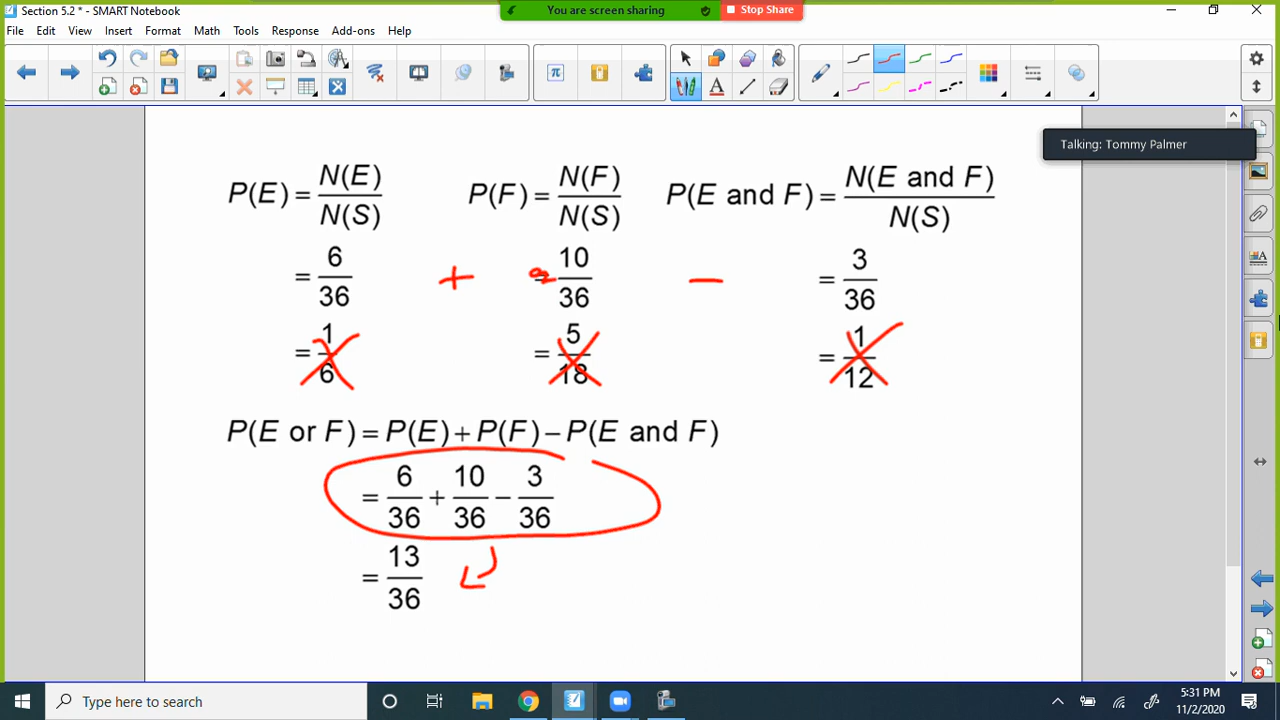 Section 5.2 * - SMART Notebook
You are screen sharing
Stop Share
File Edit View Insert Format Math Tools Response Add-ons Help
Talking: Tommy Palmer
P(E) = N(E)/N(S) P(F) = N(F)/N(S) P(E and F) = N(E and F)/N(S)
= 6/36 + = 10/36 − = 3/36
= 1/6 = 5/18 = 1/12
P(E or F) = P(E) + P(F) − P(E and F)
= 6/36 + 10/36 − 3/36
= 13/36
Type here to search
5:31 PM
11/2/2020